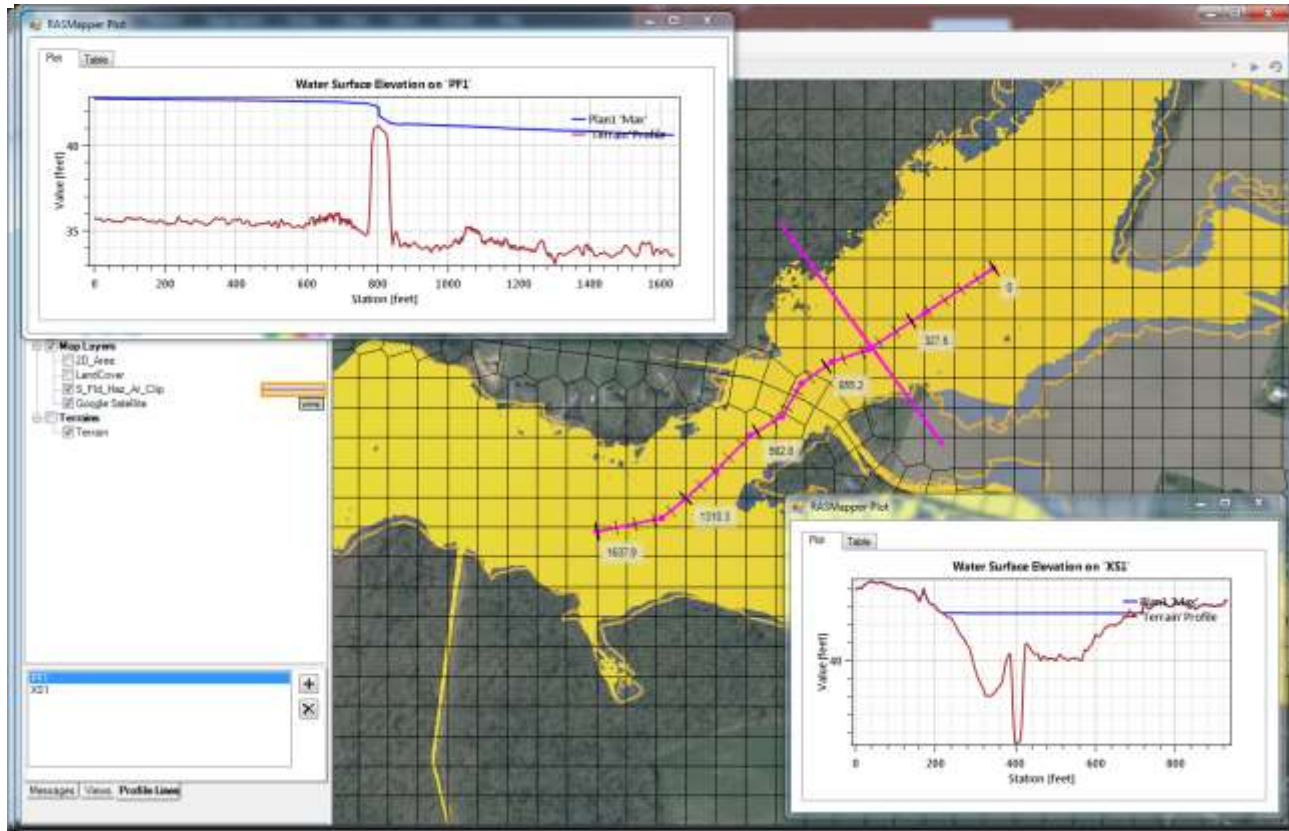 RASMapper Plot
Plot Table
Water Surface Elevation on 'PF1'
Plan1 'Max'
'Terrain' Profile
Value (feet)
40
35
0 200 400 600 800 1000 1200 1400 1600
Station (feet)
Map Layers
2D_Area
LandCover
S_Fld_Haz_Ar_Clip
Google Satellite
Terrains
Terrain
PF1
XS1
Messages Views Profile Lines
0
327.6
655.2
982.8
1310.3
1637.9
RASMapper Plot
Plot Table
Water Surface Elevation on 'XS1'
Plan1 'Max'
'Terrain' Profile
Value (feet)
40
0 200 400 600 800
Station (feet)